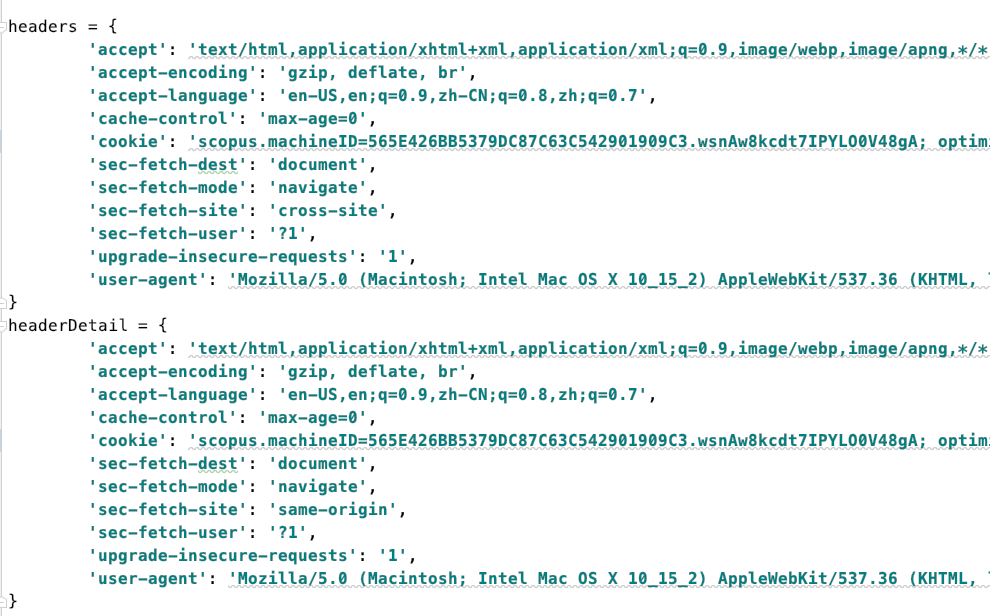 headers = {
'accept': 'text/html,application/xhtml+xml,application/xml;q=0.9,image/webp,image/apng,*/*
'accept-encoding': 'gzip, deflate, br',
'accept-language': 'en-US,en;q=0.9,zh-CN;q=0.8,zh;q=0.7',
'cache-control': 'max-age=0',
'cookie': 'scopus.machineID=565E426BB5379DC87C63C542901909C3.wsnAw8kcdt7IPYLO0V48gA; optim
'sec-fetch-dest': 'document',
'sec-fetch-mode': 'navigate',
'sec-fetch-site': 'cross-site',
'sec-fetch-user': '?1',
'upgrade-insecure-requests': '1',
'user-agent': 'Mozilla/5.0 (Macintosh; Intel Mac OS X 10_15_2) AppleWebKit/537.36 (KHTML,
}
headerDetail = {
'accept': 'text/html,application/xhtml+xml,application/xml;q=0.9,image/webp,image/apng,*/*
'accept-encoding': 'gzip, deflate, br',
'accept-language': 'en-US,en;q=0.9,zh-CN;q=0.8,zh;q=0.7',
'cache-control': 'max-age=0',
'cookie': 'scopus.machineID=565E426BB5379DC87C63C542901909C3.wsnAw8kcdt7IPYLO0V48gA; optim
'sec-fetch-dest': 'document',
'sec-fetch-mode': 'navigate',
'sec-fetch-site': 'same-origin',
'sec-fetch-user': '?1',
'upgrade-insecure-requests': '1',
'user-agent': 'Mozilla/5.0 (Macintosh; Intel Mac OS X 10_15_2) AppleWebKit/537.36 (KHTML,
}